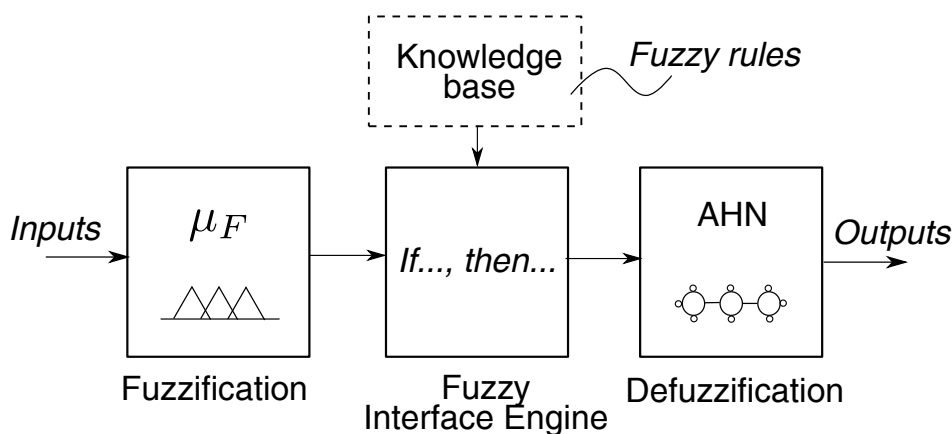 Knowledge
base
Fuzzy rules
Inputs
μF
If..., then...
AHN
Outputs
Fuzzification
Fuzzy
Interface Engine
Defuzzification